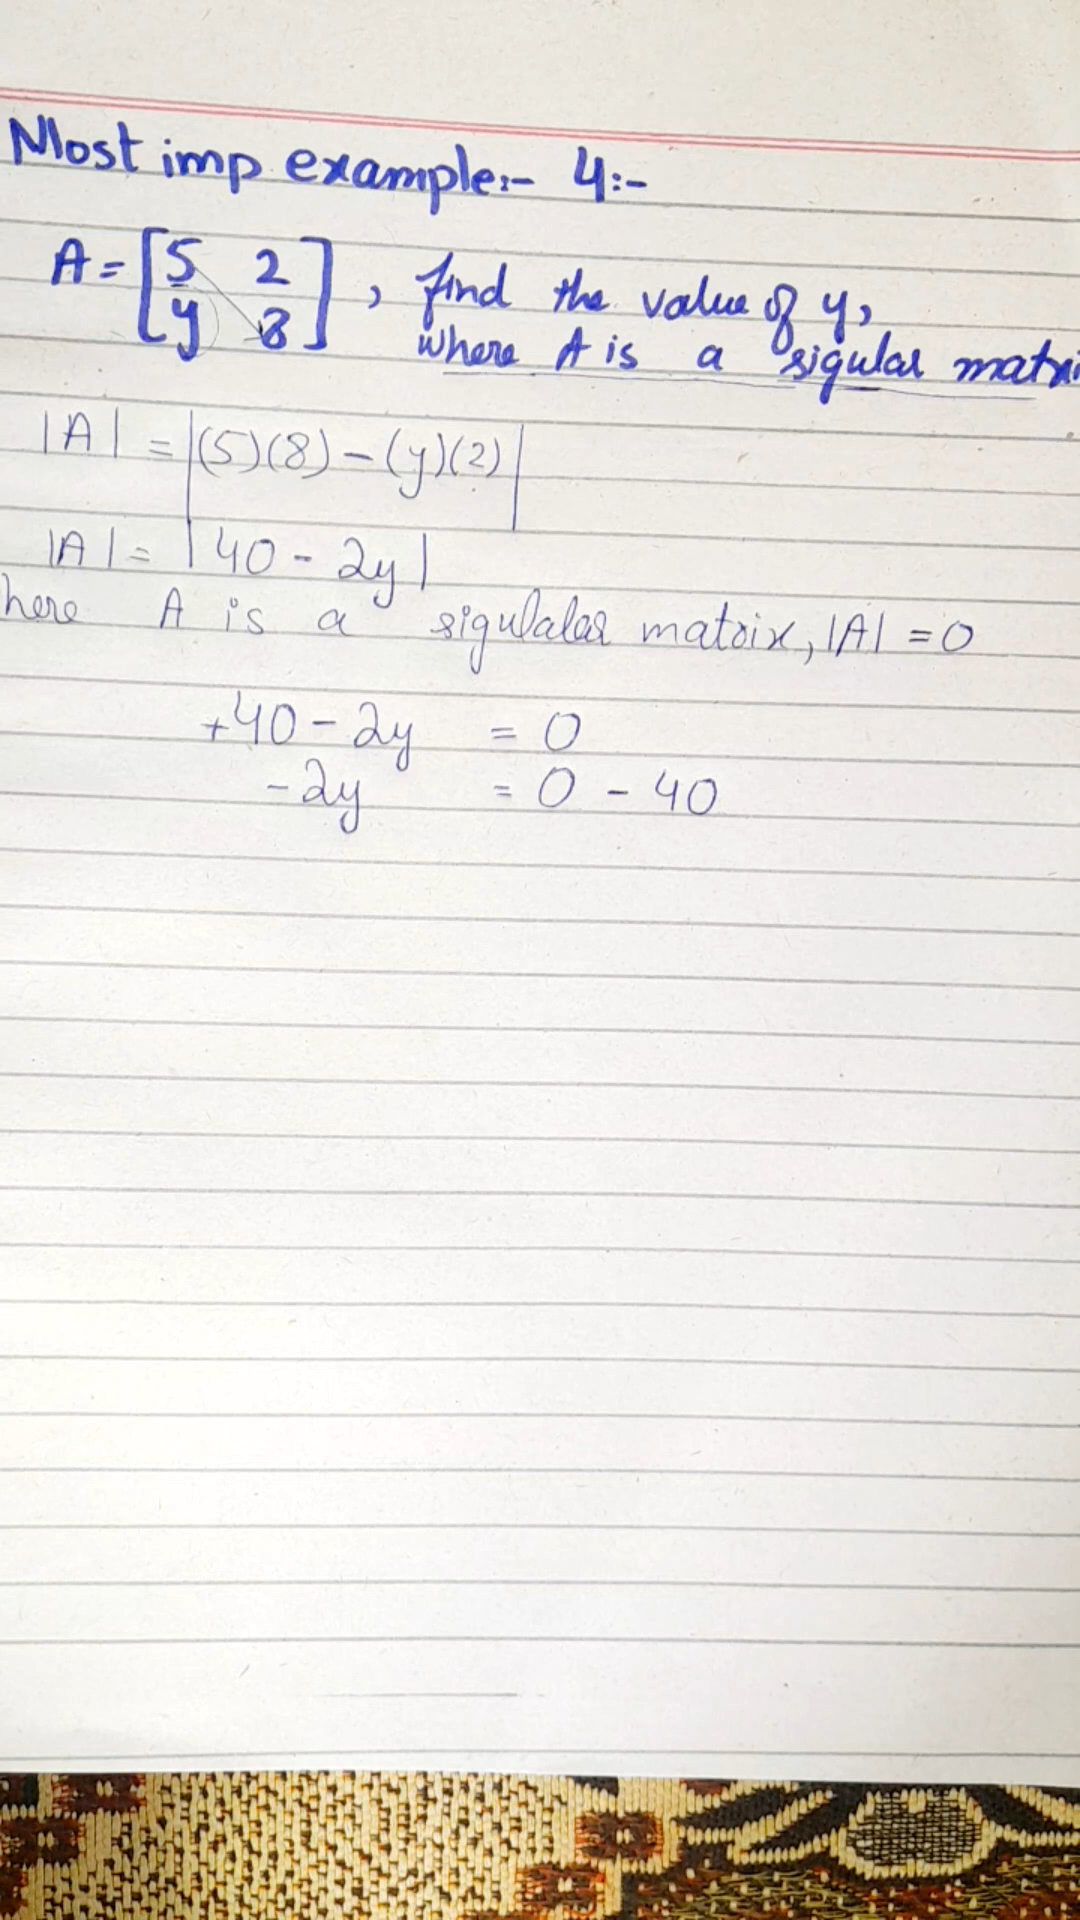 Most imp example:- 4:-
A = [5 2
y 8], find the value of y,
where A is a sigular matri
|A| = |(5)(8) - (y)(2)|
|A| = |40 - 2y|
here A is a sigulalar matrix, |A| = 0
+40 - 2y = 0
-2y = 0 - 40